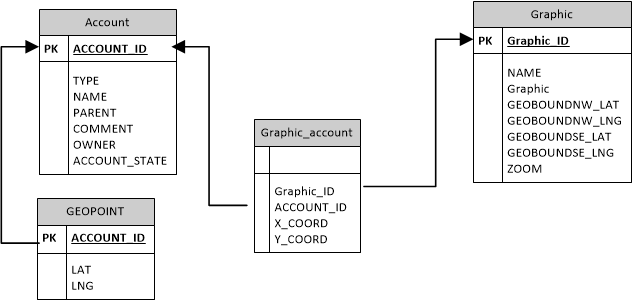 Account
PK ACCOUNT_ID
TYPE
NAME
PARENT
COMMENT
OWNER
ACCOUNT_STATE
GEOPOINT
PK ACCOUNT_ID
LAT
LNG
Graphic_account
Graphic_ID
ACCOUNT_ID
X_COORD
Y_COORD
Graphic
PK Graphic_ID
NAME
Graphic
GEOBOUNDNW_LAT
GEOBOUNDNW_LNG
GEOBOUNDSE_LAT
GEOBOUNDSE_LNG
ZOOM